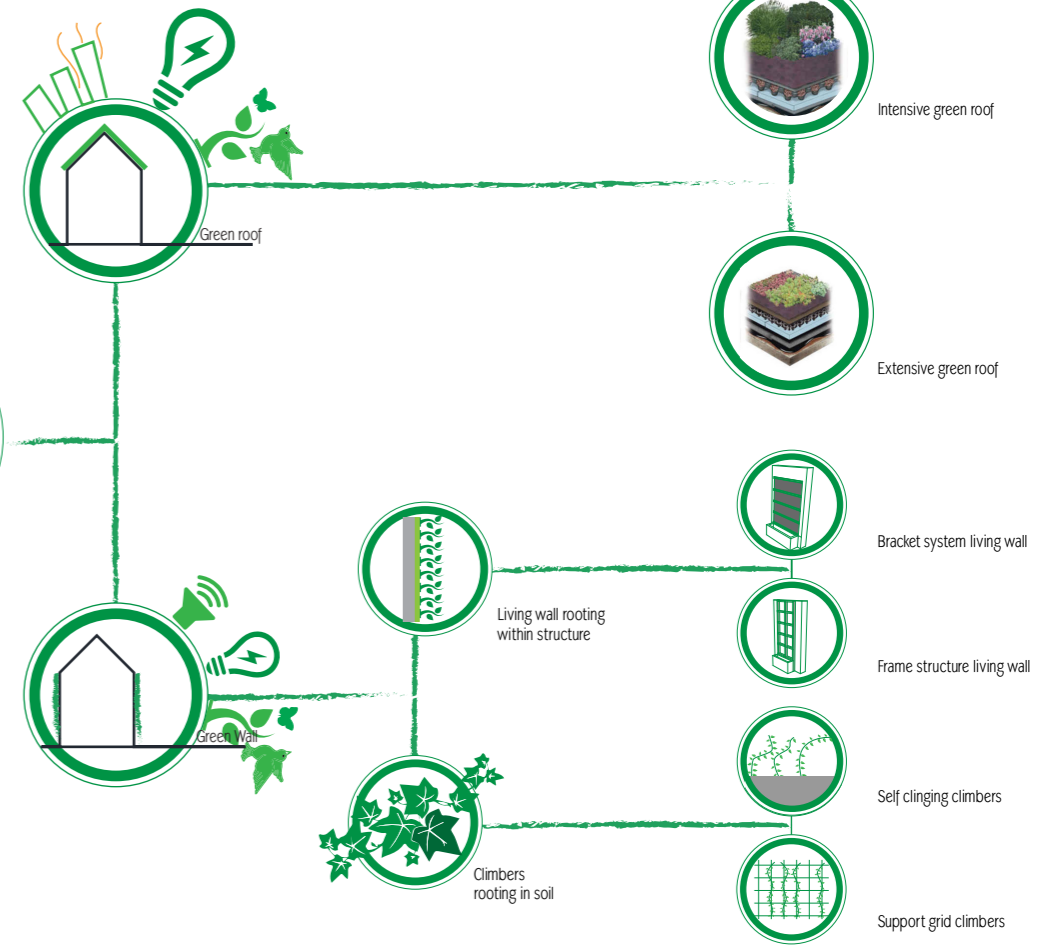 Intensive green roof
Green roof
Extensive green roof
Bracket system living wall
Living wall rooting
within structure
Frame structure living wall
Green Wall
Self clinging climbers
Climbers
rooting in soil
Support grid climbers